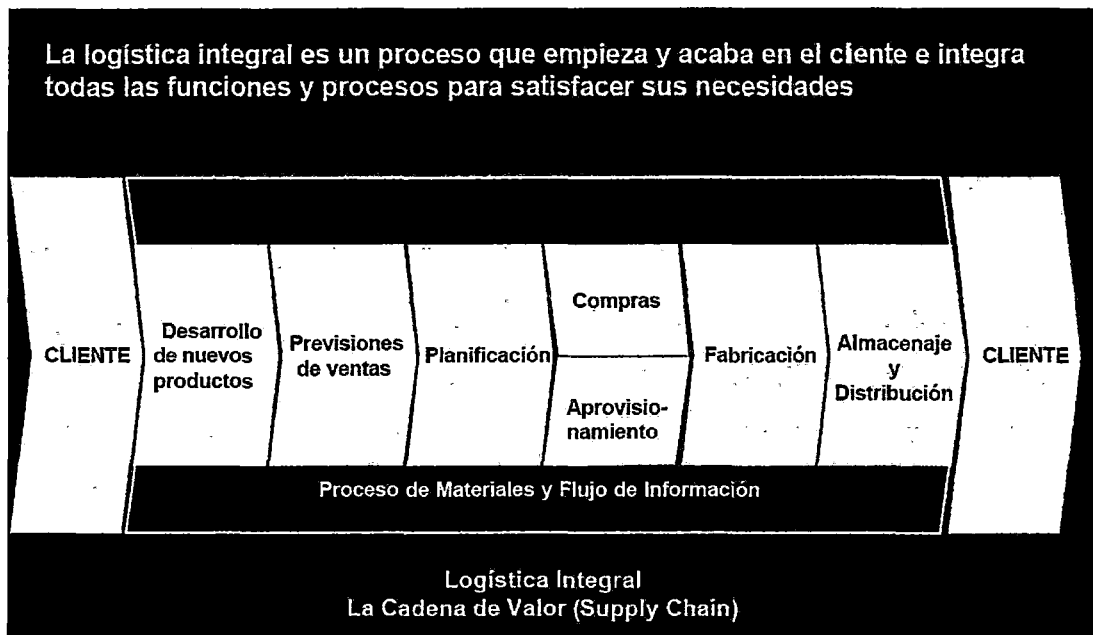 La logística integral es un proceso que empieza y acaba en el cliente e integra
todas las funciones y procesos para satisfacer sus necesidades
CLIENTE
Desarrollo
de nuevos
productos
Previsiones
de ventas
Planificación
Compras
Aprovisio-
namiento
Fabricación
Almacenaje
y
Distribución
CLIENTE
Proceso de Materiales y Flujo de Información
Logística Integral
La Cadena de Valor (Supply Chain)